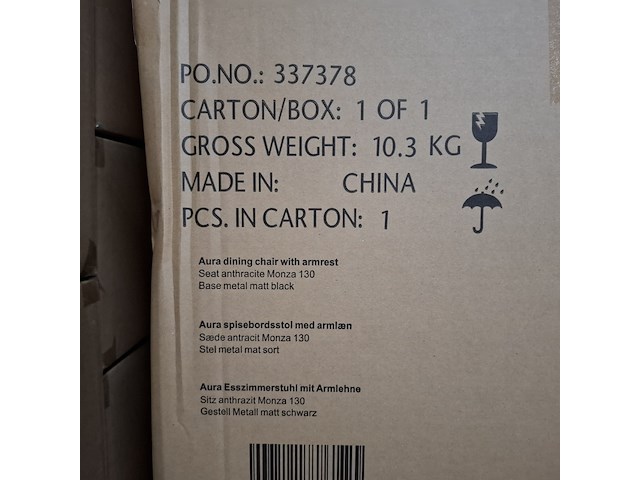 PO.NO.: 337378
CARTON/BOX: 1 OF 1
GROSS WEIGHT: 10.3 KG
MADE IN: CHINA
PCS. IN CARTON: 1
Aura dining chair with armrest
Seat anthracite Monza 130
Base metal matt black
Aura spisebordsstol med armlæn
Sæde antracit Monza 130
Stel metal mat sort
Aura Esszimmerstuhl mit Armlehne
Sitz anthrazit Monza 130
Gestell Metall matt schwarz